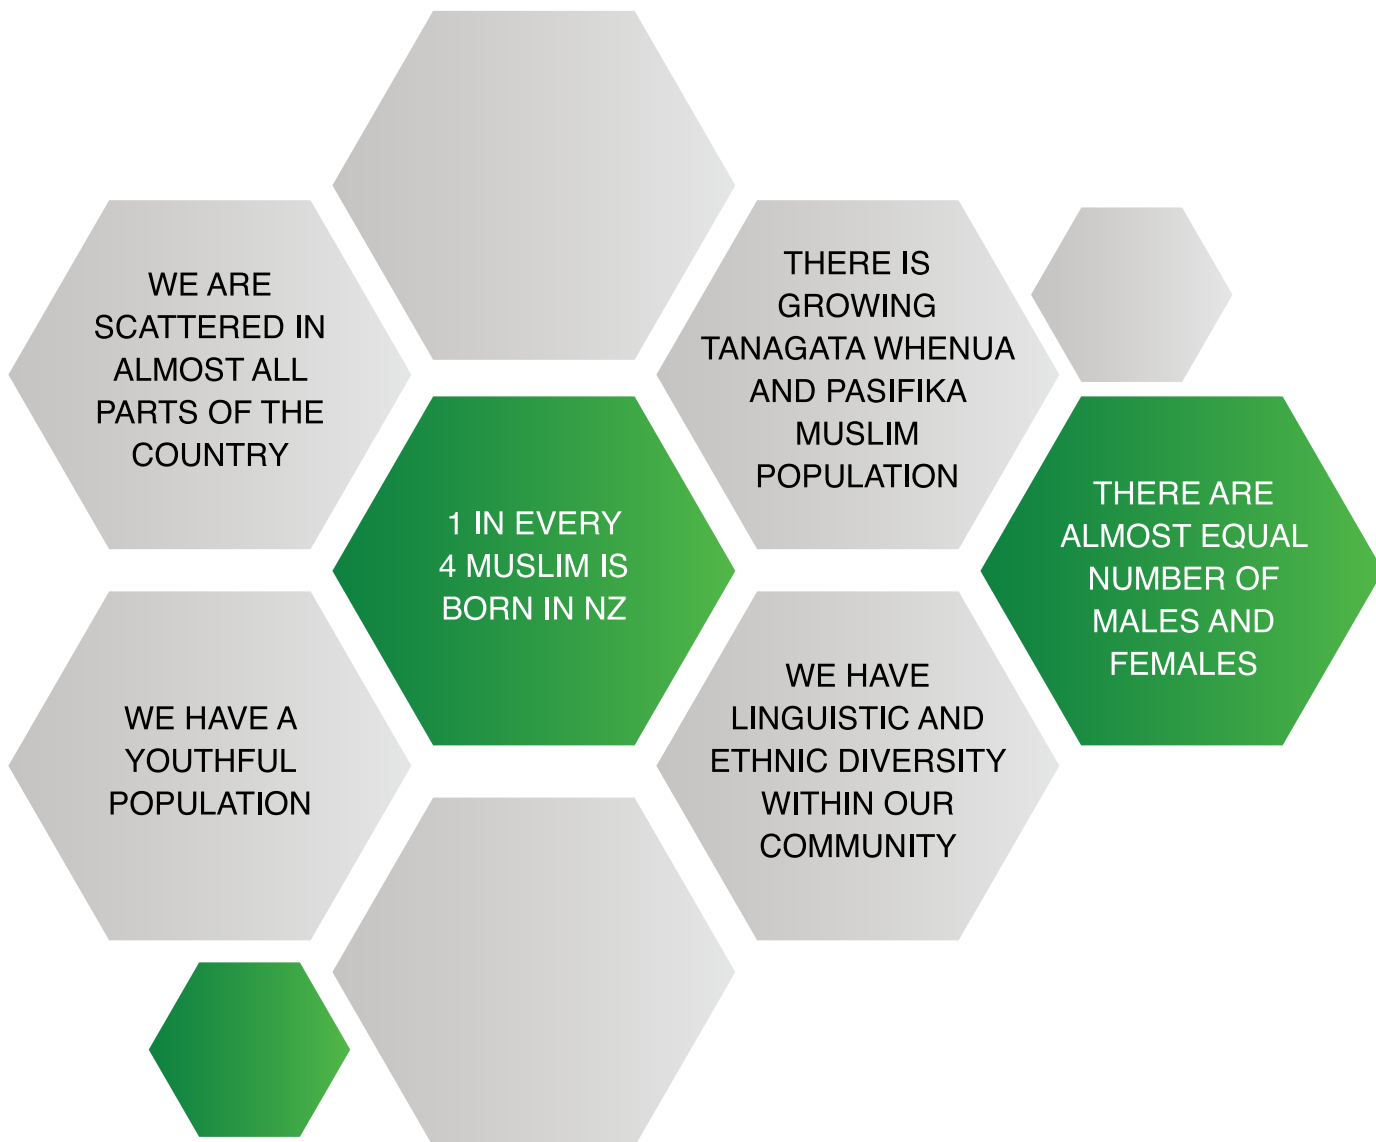 WE ARE
SCATTERED IN
ALMOST ALL
PARTS OF THE
COUNTRY
THERE IS
GROWING
TANAGATA WHENUA
AND PASIFIKA
MUSLIM
POPULATION
1 IN EVERY
4 MUSLIM IS
BORN IN NZ
THERE ARE
ALMOST EQUAL
NUMBER OF
MALES AND
FEMALES
WE HAVE A
YOUTHFUL
POPULATION
WE HAVE
LINGUISTIC AND
ETHNIC DIVERSITY
WITHIN OUR
COMMUNITY